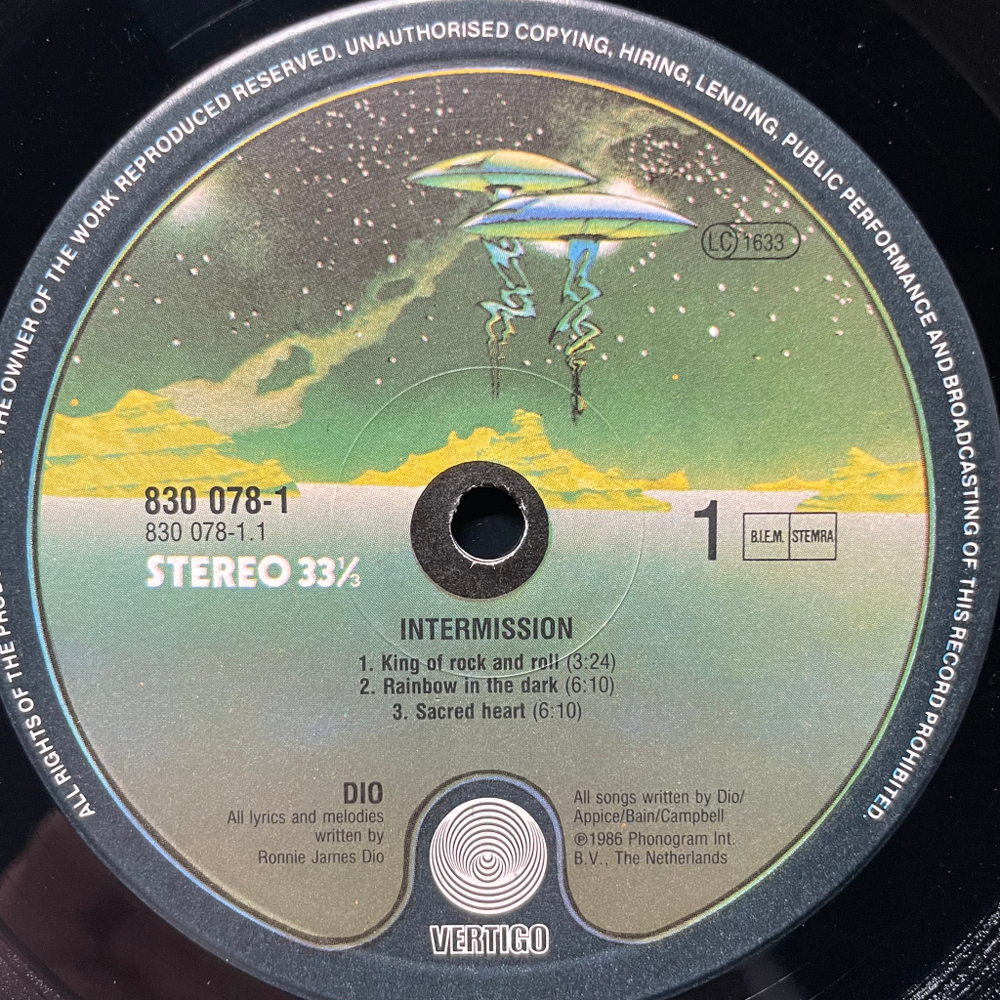 ALL RIGHTS OF THE PRODUCER AND OF THE OWNER OF THE WORK REPRODUCED RESERVED. UNAUTHORISED COPYING, HIRING, LENDING, PUBLIC PERFORMANCE AND BROADCASTING OF THIS RECORD PROHIBITED.
LC 1633
830 078-1
830 078-1.1
STEREO 33⅓
1
B.I.E.M. STEMRA
INTERMISSION
1. King of rock and roll (3:24)
2. Rainbow in the dark (6:10)
3. Sacred heart (6:10)
DIO
All lyrics and melodies
written by
Ronnie James Dio
All songs written by Dio/
Appice/Bain/Campbell
℗1986 Phonogram Int.
B.V., The Netherlands
VERTIGO